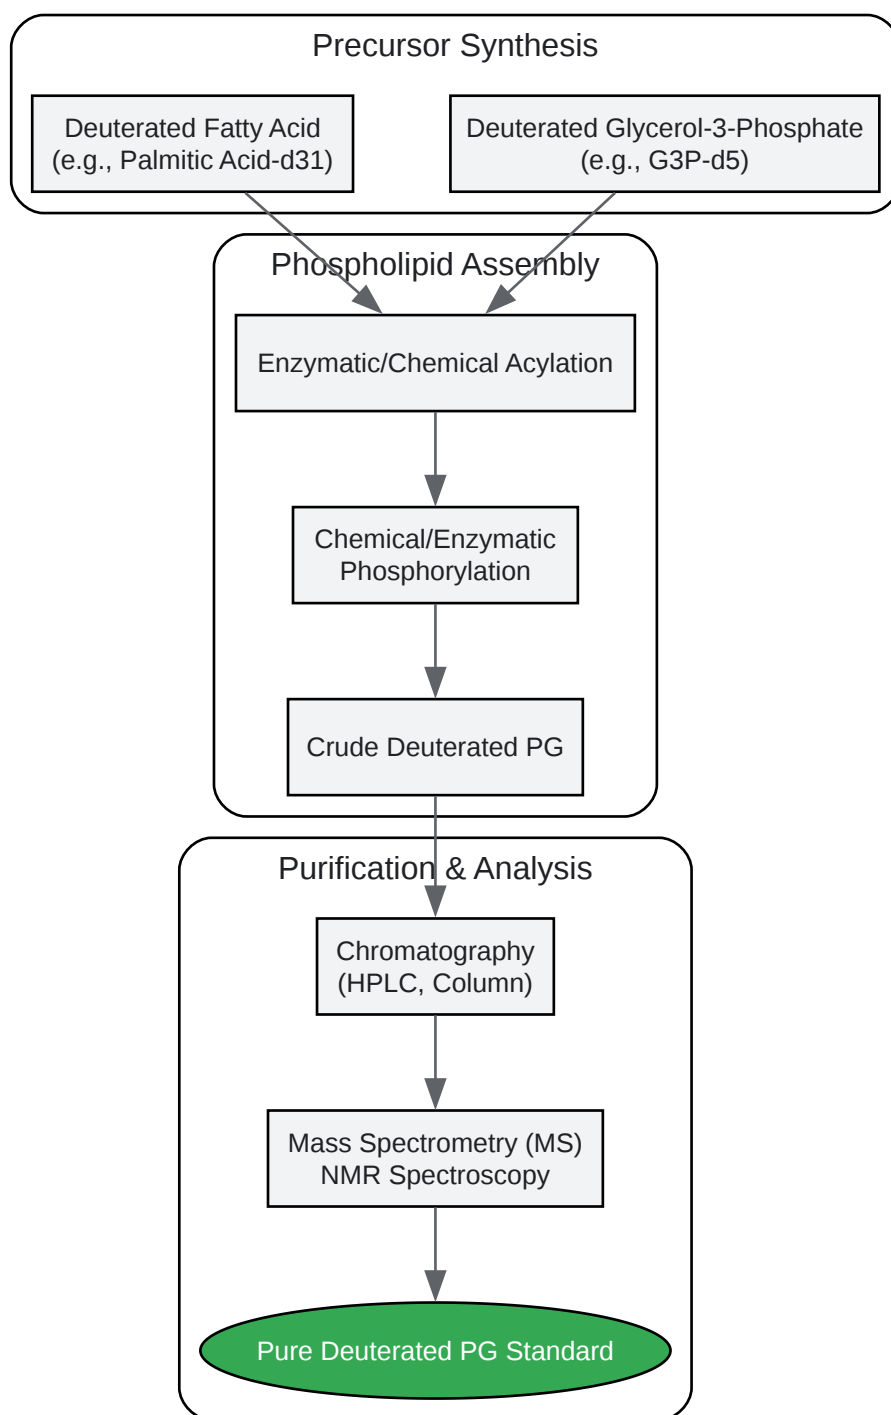 Precursor Synthesis
Deuterated Fatty Acid
(e.g., Palmitic Acid-d31)
Deuterated Glycerol-3-Phosphate
(e.g., G3P-d5)
Phospholipid Assembly
Enzymatic/Chemical Acylation
Chemical/Enzymatic
Phosphorylation
Crude Deuterated PG
Purification & Analysis
Chromatography
(HPLC, Column)
Mass Spectrometry (MS)
NMR Spectroscopy
Pure Deuterated PG Standard